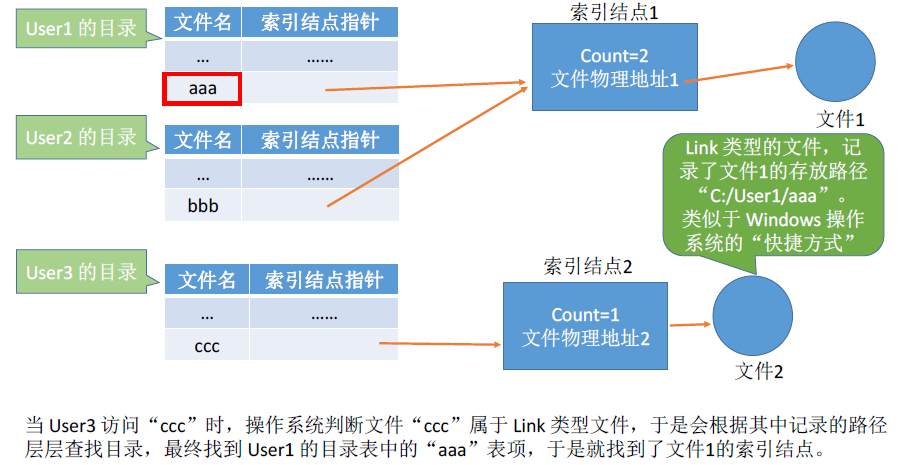 User1 的目录
文件名 索引结点指针
... ......
aaa
索引结点1
Count=2
文件物理地址1
文件1
User2 的目录
文件名 索引结点指针
... ......
bbb
Link 类型的文件，记
录了文件1的存放路径
“C:/User1/aaa”。
类似于 Windows 操作
系统的“快捷方式”
User3 的目录
文件名 索引结点指针
... ......
ccc
索引结点2
Count=1
文件物理地址2
文件2
当 User3 访问“ccc”时，操作系统判断文件“ccc”属于 Link 类型文件，于是会根据其中记录的路径
层层查找目录，最终找到 User1 的目录表中的“aaa”表项，于是就找到了文件1的索引结点。